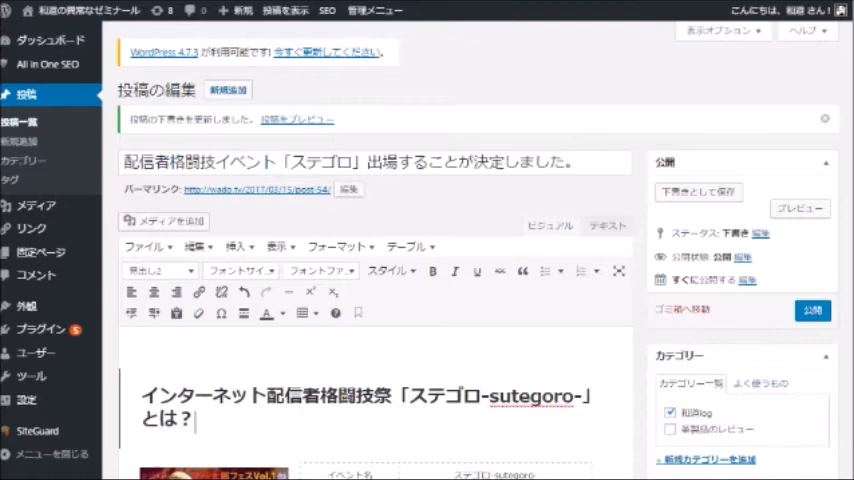 和道の異常なゼミナール 8 0 新規 投稿を表示 SEO 管理メニュー こんにちは、和道 さん!
表示オプション ヘルプ
ダッシュボード
All in One SEO
投稿
投稿一覧
新規追加
カテゴリー
タグ
メディア
リンク
固定ページ
コメント
外観
プラグイン 5
ユーザー
ツール
設定
SiteGuard
メニューを閉じる
WordPress 4.7.3 が利用可能です! 今すぐ更新してください。
投稿の編集 新規追加
投稿の下書きを更新しました。 投稿をプレビュー
配信者格闘技イベント「ステゴロ」出場することが決定しました。
パーマリンク: http://wado.tv/2017/03/15/post-54/ 編集
メディアを追加
ビジュアル テキスト
ファイル 編集 挿入 表示 フォーマット テーブル
見出し2 フォントサイ… フォントファ… スタイル B I U ABC
インターネット配信者格闘技祭「ステゴロ-sutegoro-」
とは?
イベント名 ステゴロ-sutegoro-
公開
下書きとして保存
プレビュー
ステータス: 下書き 編集
公開状態: 公開 編集
すぐに公開する 編集
ゴミ箱へ移動 公開
カテゴリー
カテゴリー一覧 よく使うもの
和道log
革製品のレビュー
+ 新規カテゴリーを追加